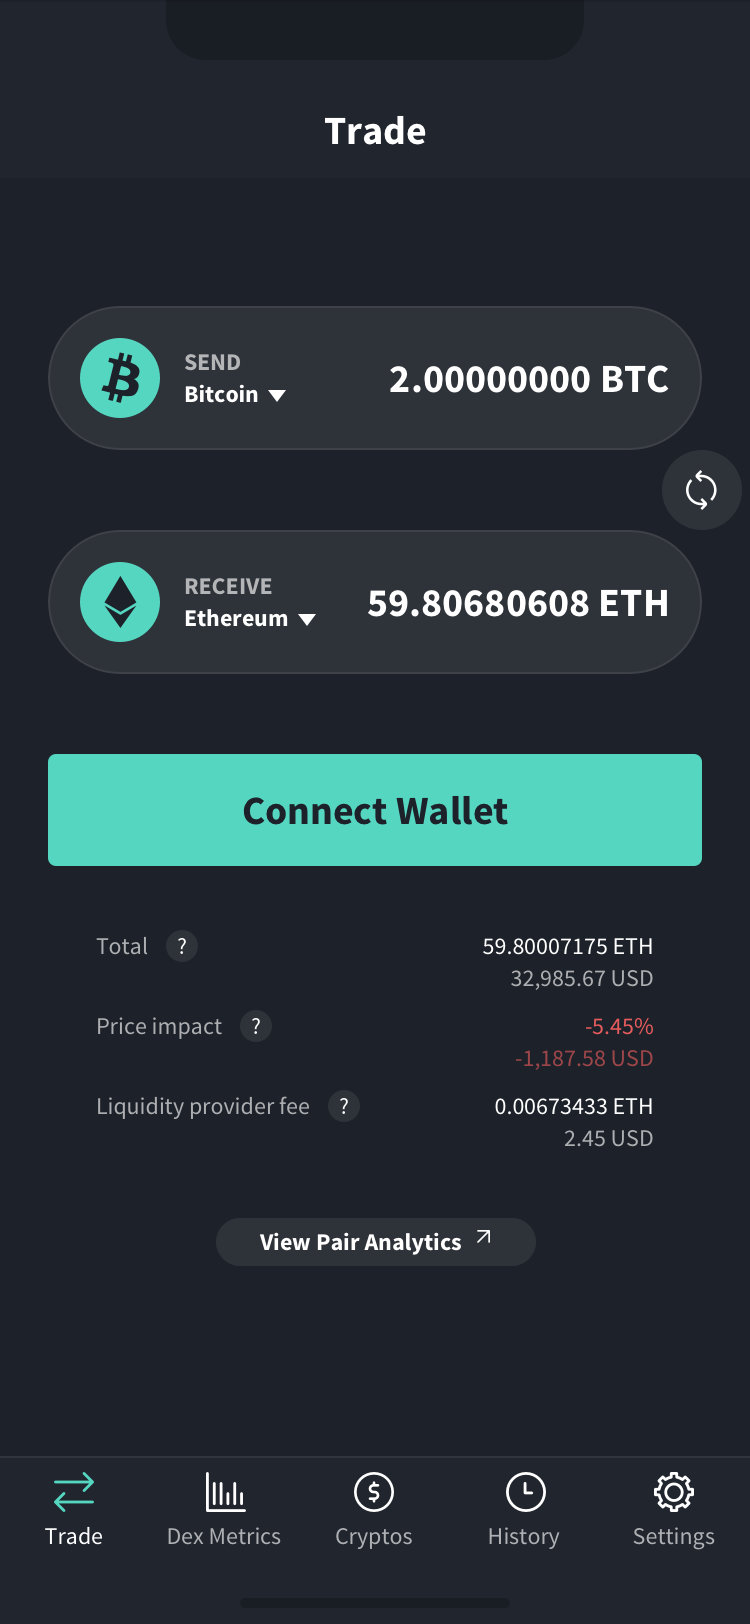 Trade
SEND
Bitcoin
2.00000000 BTC
RECEIVE
Ethereum
59.80680608 ETH
Connect Wallet
Total ? 59.80007175 ETH
32,985.67 USD
Price impact ? -5.45%
-1,187.58 USD
Liquidity provider fee ? 0.00673433 ETH
2.45 USD
View Pair Analytics
Trade Dex Metrics Cryptos History Settings